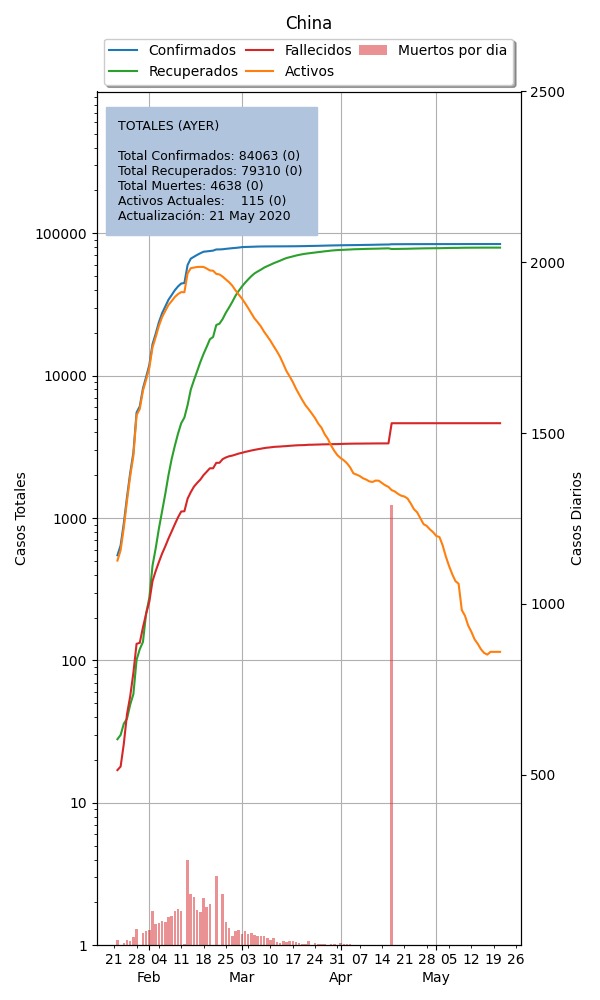 China
Confirmados
Recuperados
Fallecidos
Activos
Muertos por dia
TOTALES (AYER)
Total Confirmados: 84063 (0)
Total Recuperados: 79310 (0)
Total Muertes: 4638 (0)
Activos Actuales:    115 (0)
Actualización: 21 May 2020
Casos Totales
100000
10000
1000
100
10
1
2500
2000
1500
1000
500
Casos Diarios
21 28 04 11 18 25 03 10 17 24 31 07 14 21 28 05 12 19 26
Feb Mar Apr May